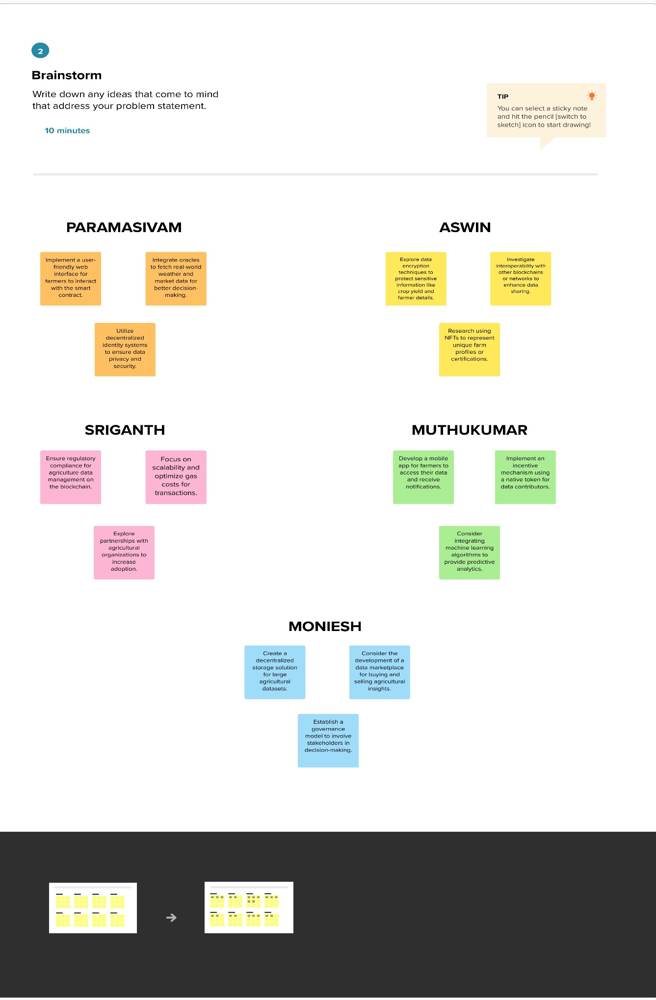 2
Brainstorm
Write down any ideas that come to mind
that address your problem statement.
10 minutes
TIP
You can select a sticky note
and hit the pencil [switch to
sketch] icon to start drawing!
PARAMASIVAM
Implement a user-
friendly web
interface for
farmers to interact
with the smart
contract.
Integrate oracles
to fetch real-world
weather and
market data for
better decision-
making.
Utilize
decentralized
identity systems
to ensure data
privacy and
security.
ASWIN
Explore data
encryption
techniques to
protect sensitive
information like
crop yield and
farmer details.
Investigate
interoperability with
other blockchains
or networks to
enhance data
sharing.
Research using
NFTs to represent
unique farm
profiles or
certifications.
SRIGANTH
Ensure regulatory
compliance for
agriculture data
management on
the blockchain.
Focus on
scalability and
optimize gas
costs for
transactions.
Explore
partnerships with
agricultural
organizations to
increase
adoption.
MUTHUKUMAR
Develop a mobile
app for farmers to
access their data
and receive
notifications.
Implement an
incentive
mechanism using
a native token for
data contributors.
Consider
integrating
machine learning
algorithms to
provide predictive
analytics.
MONIESH
Create a
decentralized
storage solution
for large
agricultural
datasets.
Consider the
development of a
data marketplace
for buying and
selling agricultural
insights.
Establish a
governance
model to involve
stakeholders in
decision-making.